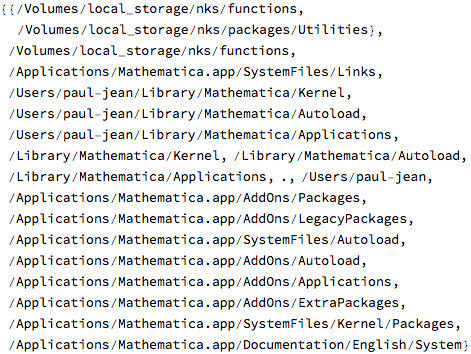 {{/Volumes/local_storage/nks/functions,
/Volumes/local_storage/nks/packages/Utilities},
/Volumes/local_storage/nks/functions,
/Applications/Mathematica.app/SystemFiles/Links,
/Users/paul-jean/Library/Mathematica/Kernel,
/Users/paul-jean/Library/Mathematica/Autoload,
/Users/paul-jean/Library/Mathematica/Applications,
/Library/Mathematica/Kernel, /Library/Mathematica/Autoload,
/Library/Mathematica/Applications, ., /Users/paul-jean,
/Applications/Mathematica.app/AddOns/Packages,
/Applications/Mathematica.app/AddOns/LegacyPackages,
/Applications/Mathematica.app/SystemFiles/Autoload,
/Applications/Mathematica.app/AddOns/Autoload,
/Applications/Mathematica.app/AddOns/Applications,
/Applications/Mathematica.app/AddOns/ExtraPackages,
/Applications/Mathematica.app/SystemFiles/Kernel/Packages,
/Applications/Mathematica.app/Documentation/English/System}